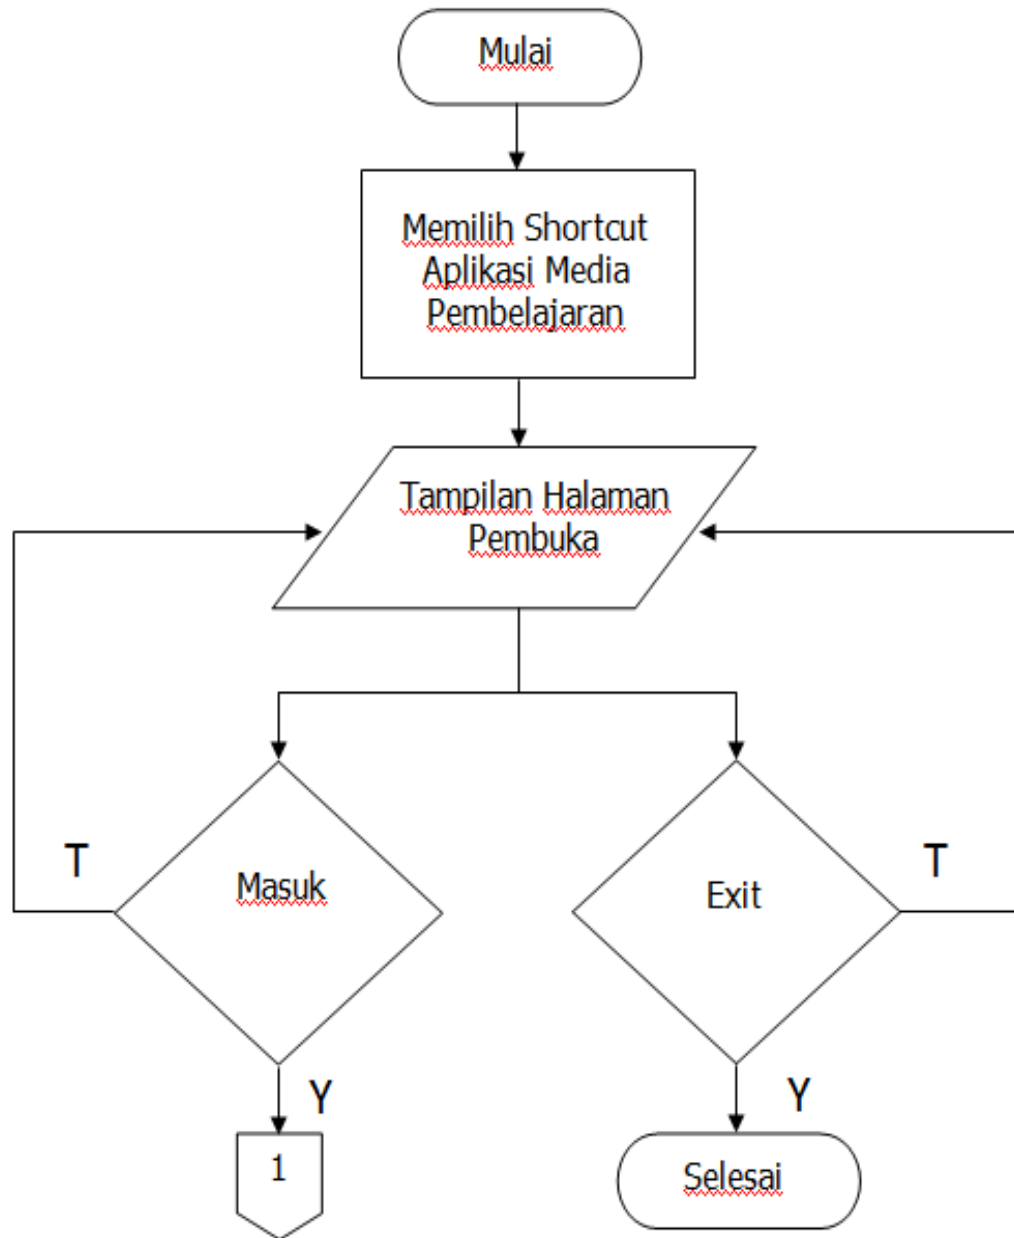 Mulai
Memilih Shortcut
Aplikasi Media
Pembelajaran
Tampilan Halaman
Pembuka
T
Masuk
Exit
T
Y
Y
1
Selesai